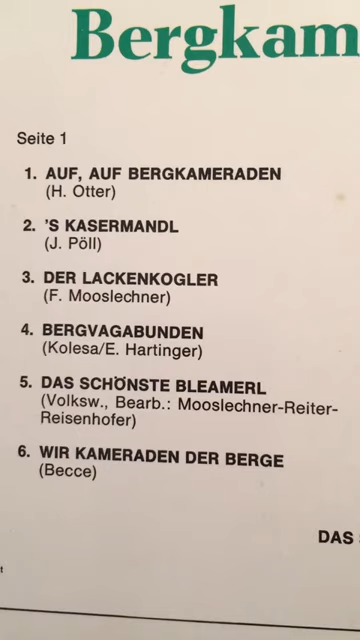 Bergkam
Seite 1
1. AUF, AUF BERGKAMERADEN
(H. Otter)
2. 'S KASERMANDL
(J. Pöll)
3. DER LACKENKOGLER
(F. Mooslechner)
4. BERGVAGABUNDEN
(Kolesa/E. Hartinger)
5. DAS SCHÖNSTE BLEAMERL
(Volksw., Bearb.: Mooslechner-Reiter-
Reisenhofer)
6. WIR KAMERADEN DER BERGE
(Becce)
DAS
t